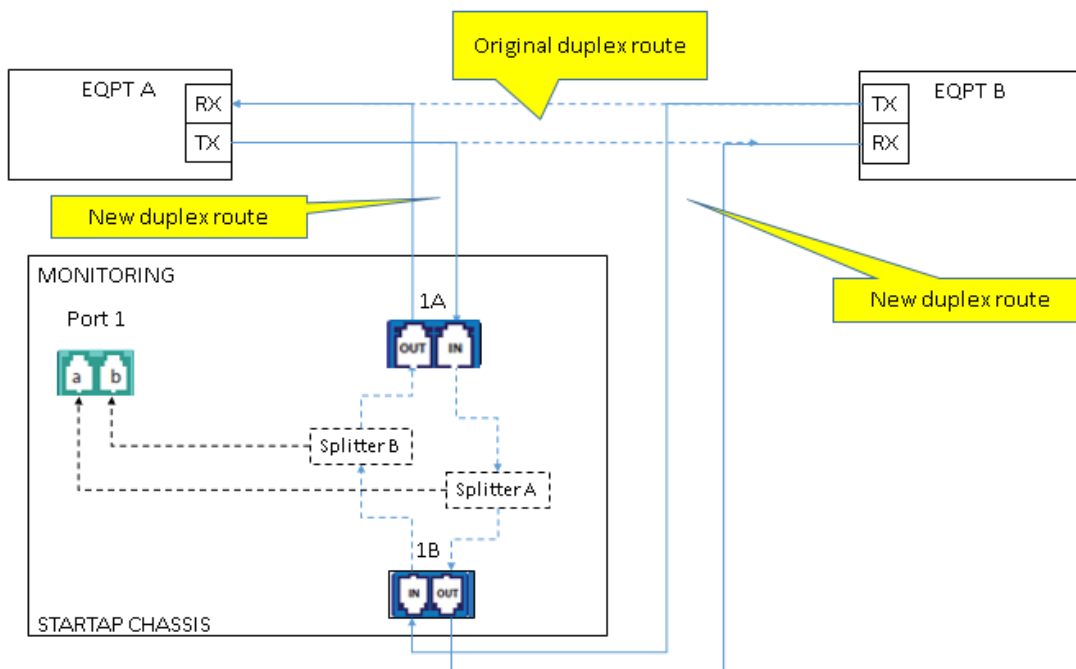 Original duplex route
EQPT A
RX
TX
EQPT B
TX
RX
New duplex route
New duplex route
MONITORING
Port 1
a b
1A
OUT IN
Splitter B
Splitter A
1B
IN OUT
STARTAP CHASSIS